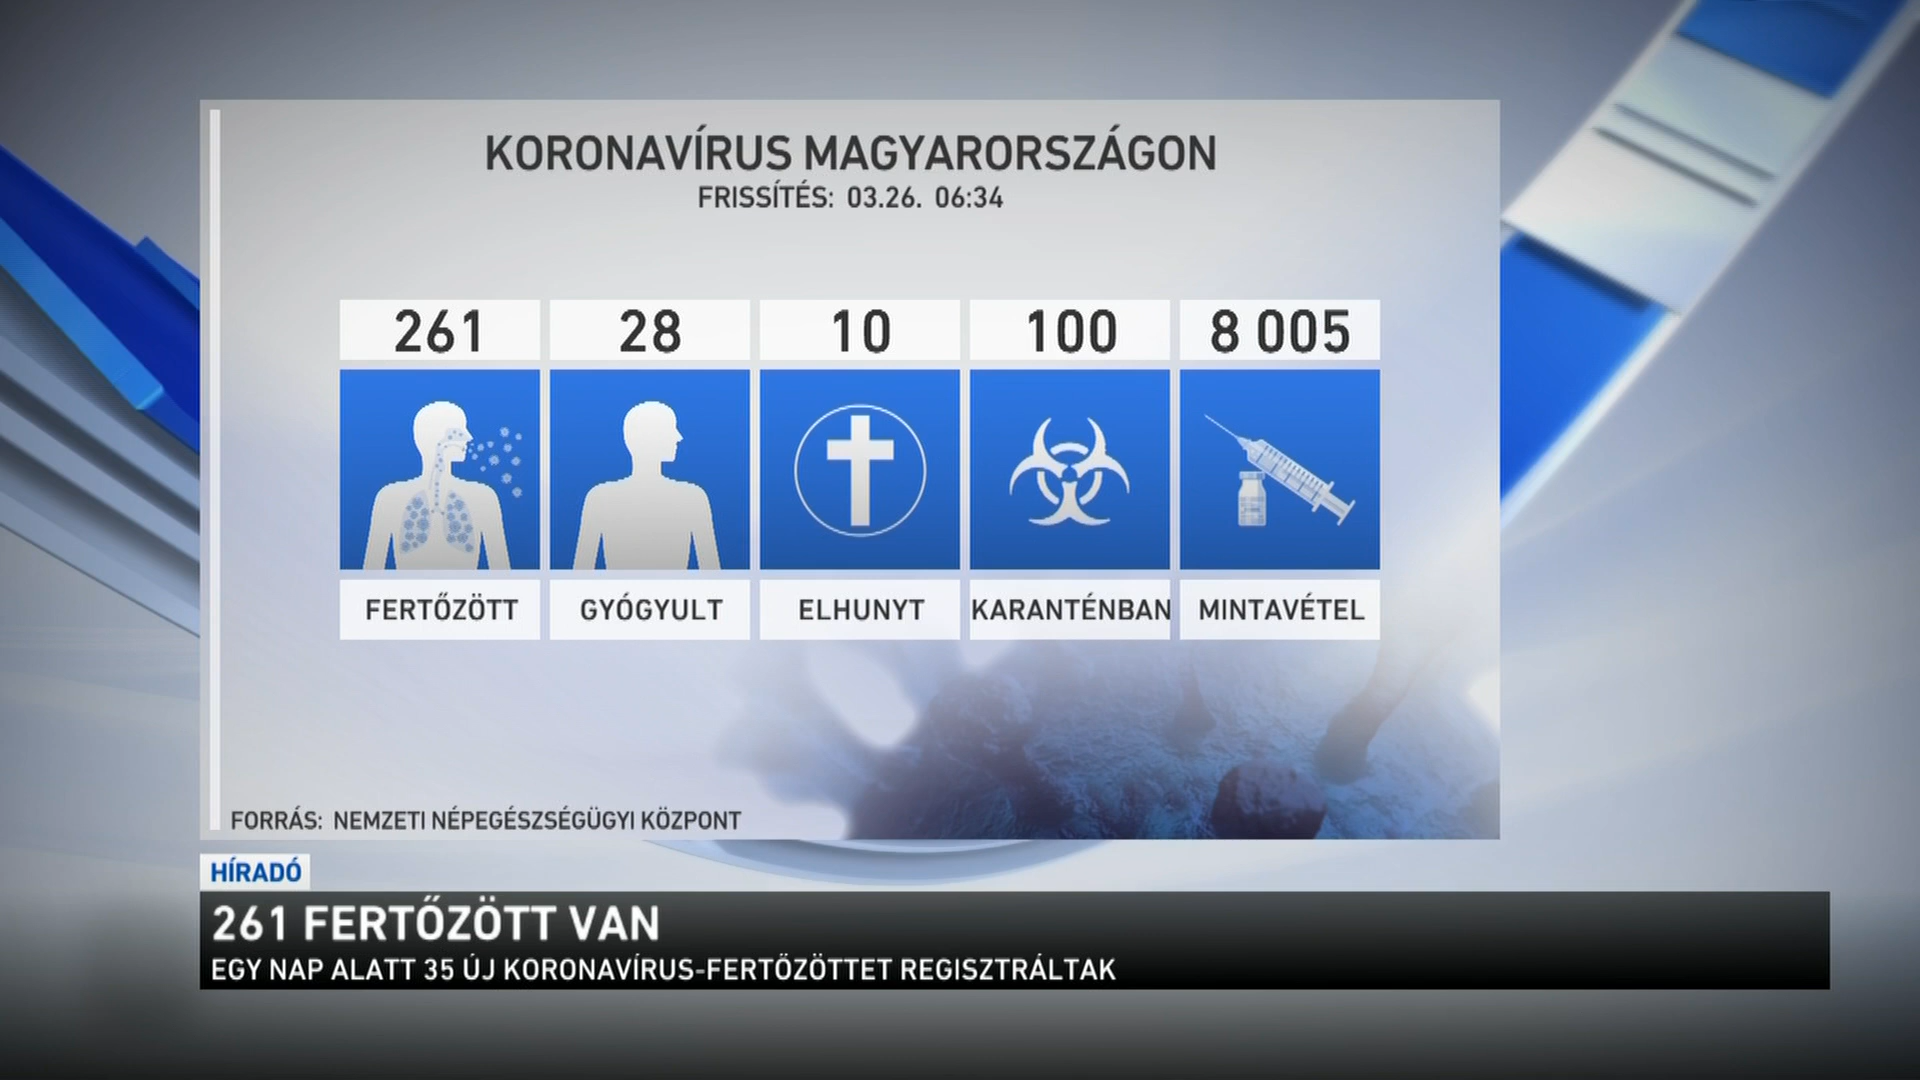 KORONAVÍRUS MAGYARORSZÁGON
FRISSÍTÉS: 03.26. 06:34
261 28 10 100 8 005
FERTŐZÖTT GYÓGYULT ELHUNYT KARANTÉNBAN MINTAVÉTEL
FORRÁS: NEMZETI NÉPEGÉSZSÉGÜGYI KÖZPONT
HÍRADÓ
261 FERTŐZÖTT VAN
EGY NAP ALATT 35 ÚJ KORONAVÍRUS-FERTŐZÖTTET REGISZTRÁLTAK